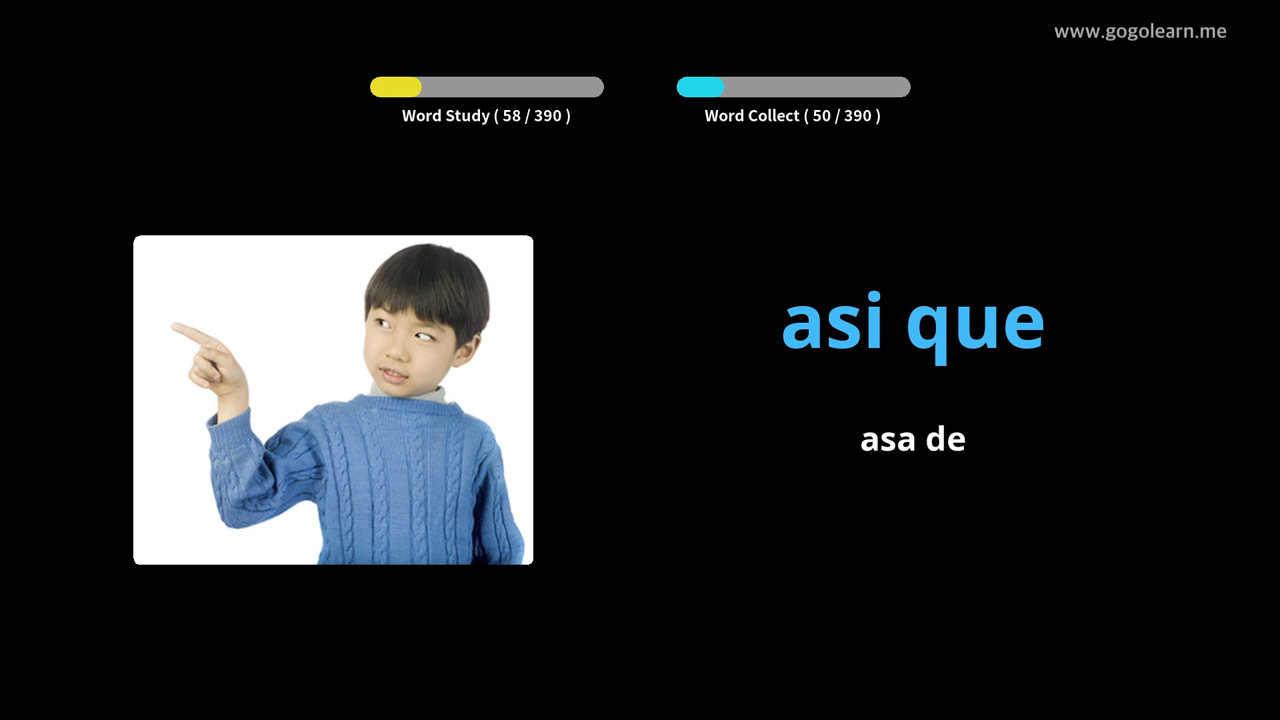 www.gogolearn.me
Word Study ( 58 / 390 )
Word Collect ( 50 / 390 )
asi que
asa de